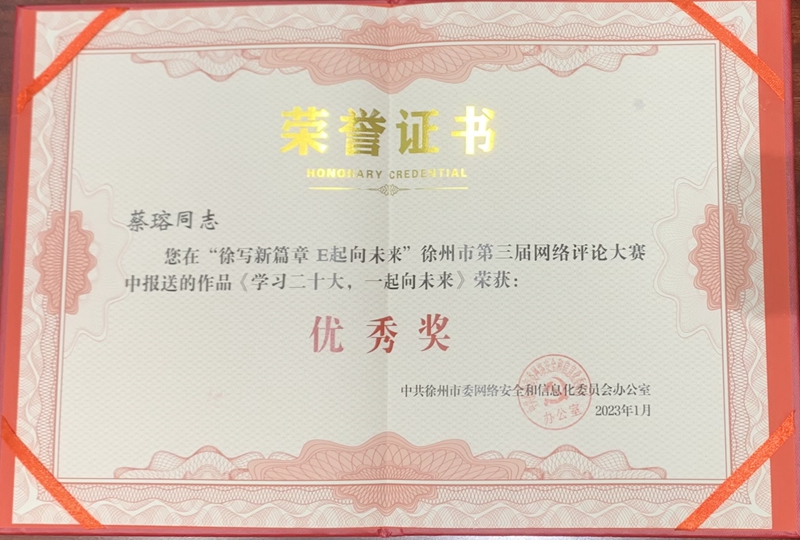 荣誉证书
HONORARY CREDENTIAL
蔡瑢同志
您在“徐写新篇章 E起向未来”徐州市第三届网络评论大赛
中报送的作品《学习二十大，一起向未来》荣获：
优秀奖
中共徐州市委网络安全和信息化委员会办公室
2023年1月
办公室